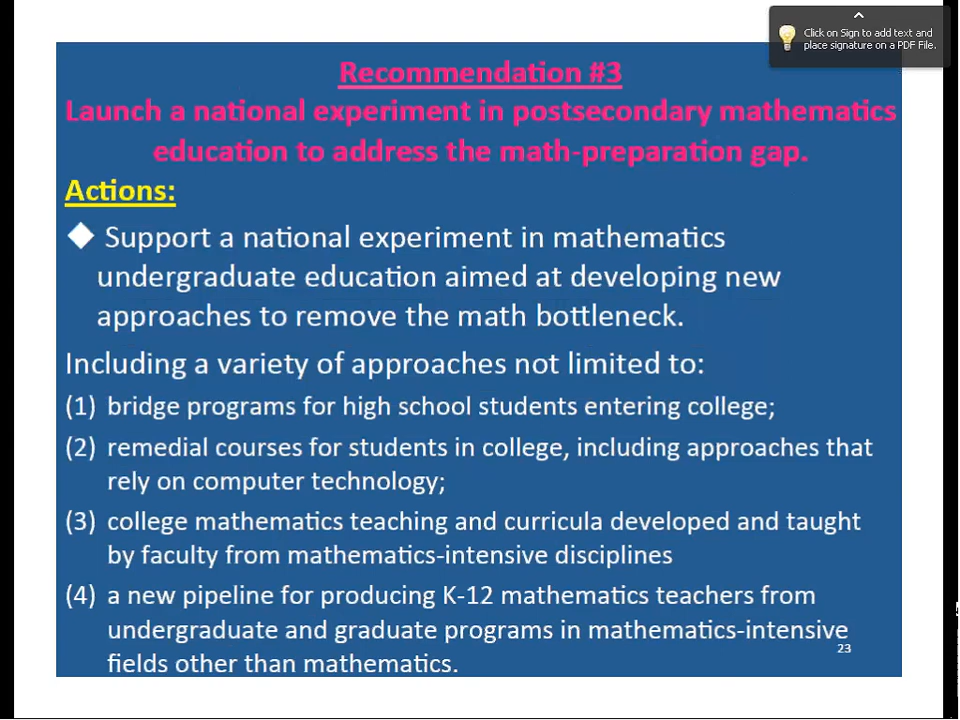 Click on Sign to add text and
place signature on a PDF File.
Recommendation #3
Launch a national experiment in postsecondary mathematics
education to address the math-preparation gap.
Actions:
Support a national experiment in mathematics
undergraduate education aimed at developing new
approaches to remove the math bottleneck.
Including a variety of approaches not limited to:
(1) bridge programs for high school students entering college;
(2) remedial courses for students in college, including approaches that
rely on computer technology;
(3) college mathematics teaching and curricula developed and taught
by faculty from mathematics-intensive disciplines
(4) a new pipeline for producing K-12 mathematics teachers from
undergraduate and graduate programs in mathematics-intensive
fields other than mathematics.
23